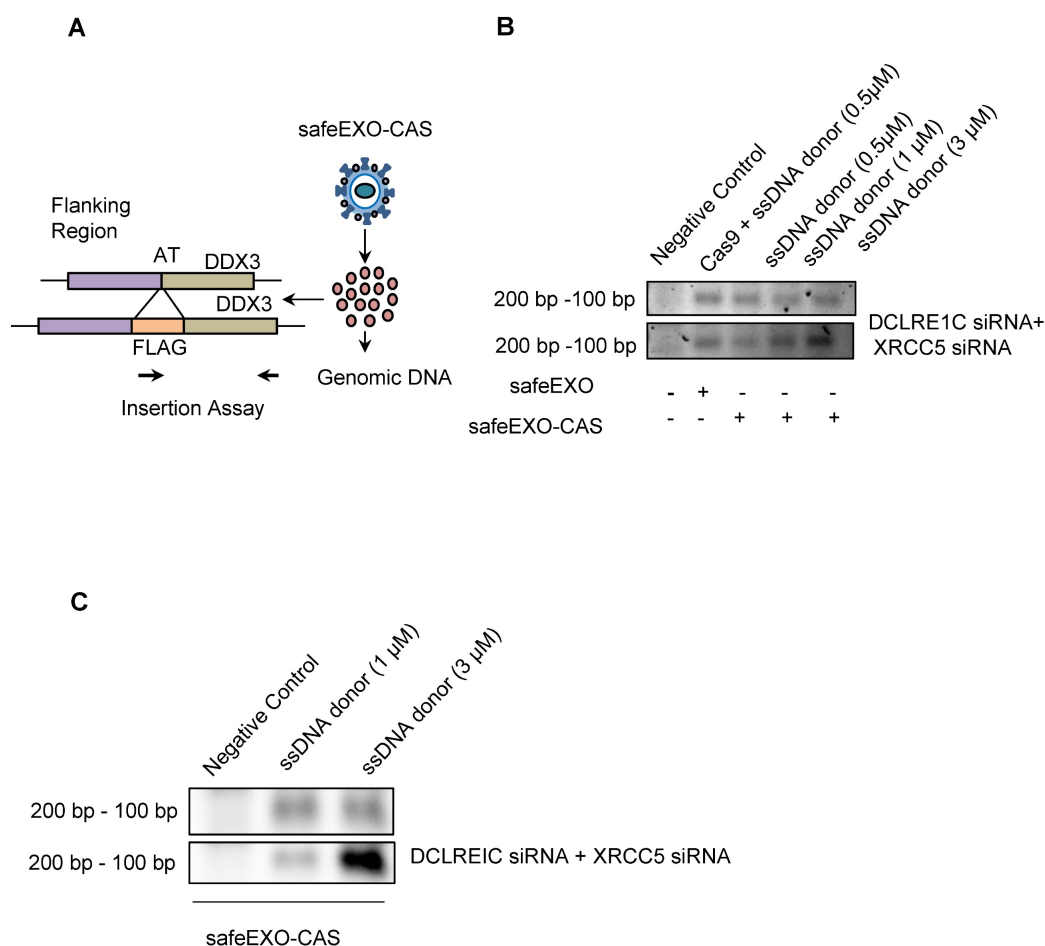 A
safeEXO-CAS
Flanking
Region
AT
DDX3
DDX3
FLAG
Genomic DNA
Insertion Assay
B
Negative Control
Cas9 + ssDNA donor (0.5µM)
ssDNA donor (0.5µM)
ssDNA donor (1 µM)
ssDNA donor (3 µM)
200 bp -100 bp
200 bp -100 bp
DCLRE1C siRNA+
XRCC5 siRNA
safeEXO - + - - -
safeEXO-CAS - - + + +
C
Negative Control
ssDNA donor (1 µM)
ssDNA donor (3 µM)
200 bp - 100 bp
200 bp - 100 bp
DCLREIC siRNA + XRCC5 siRNA
safeEXO-CAS